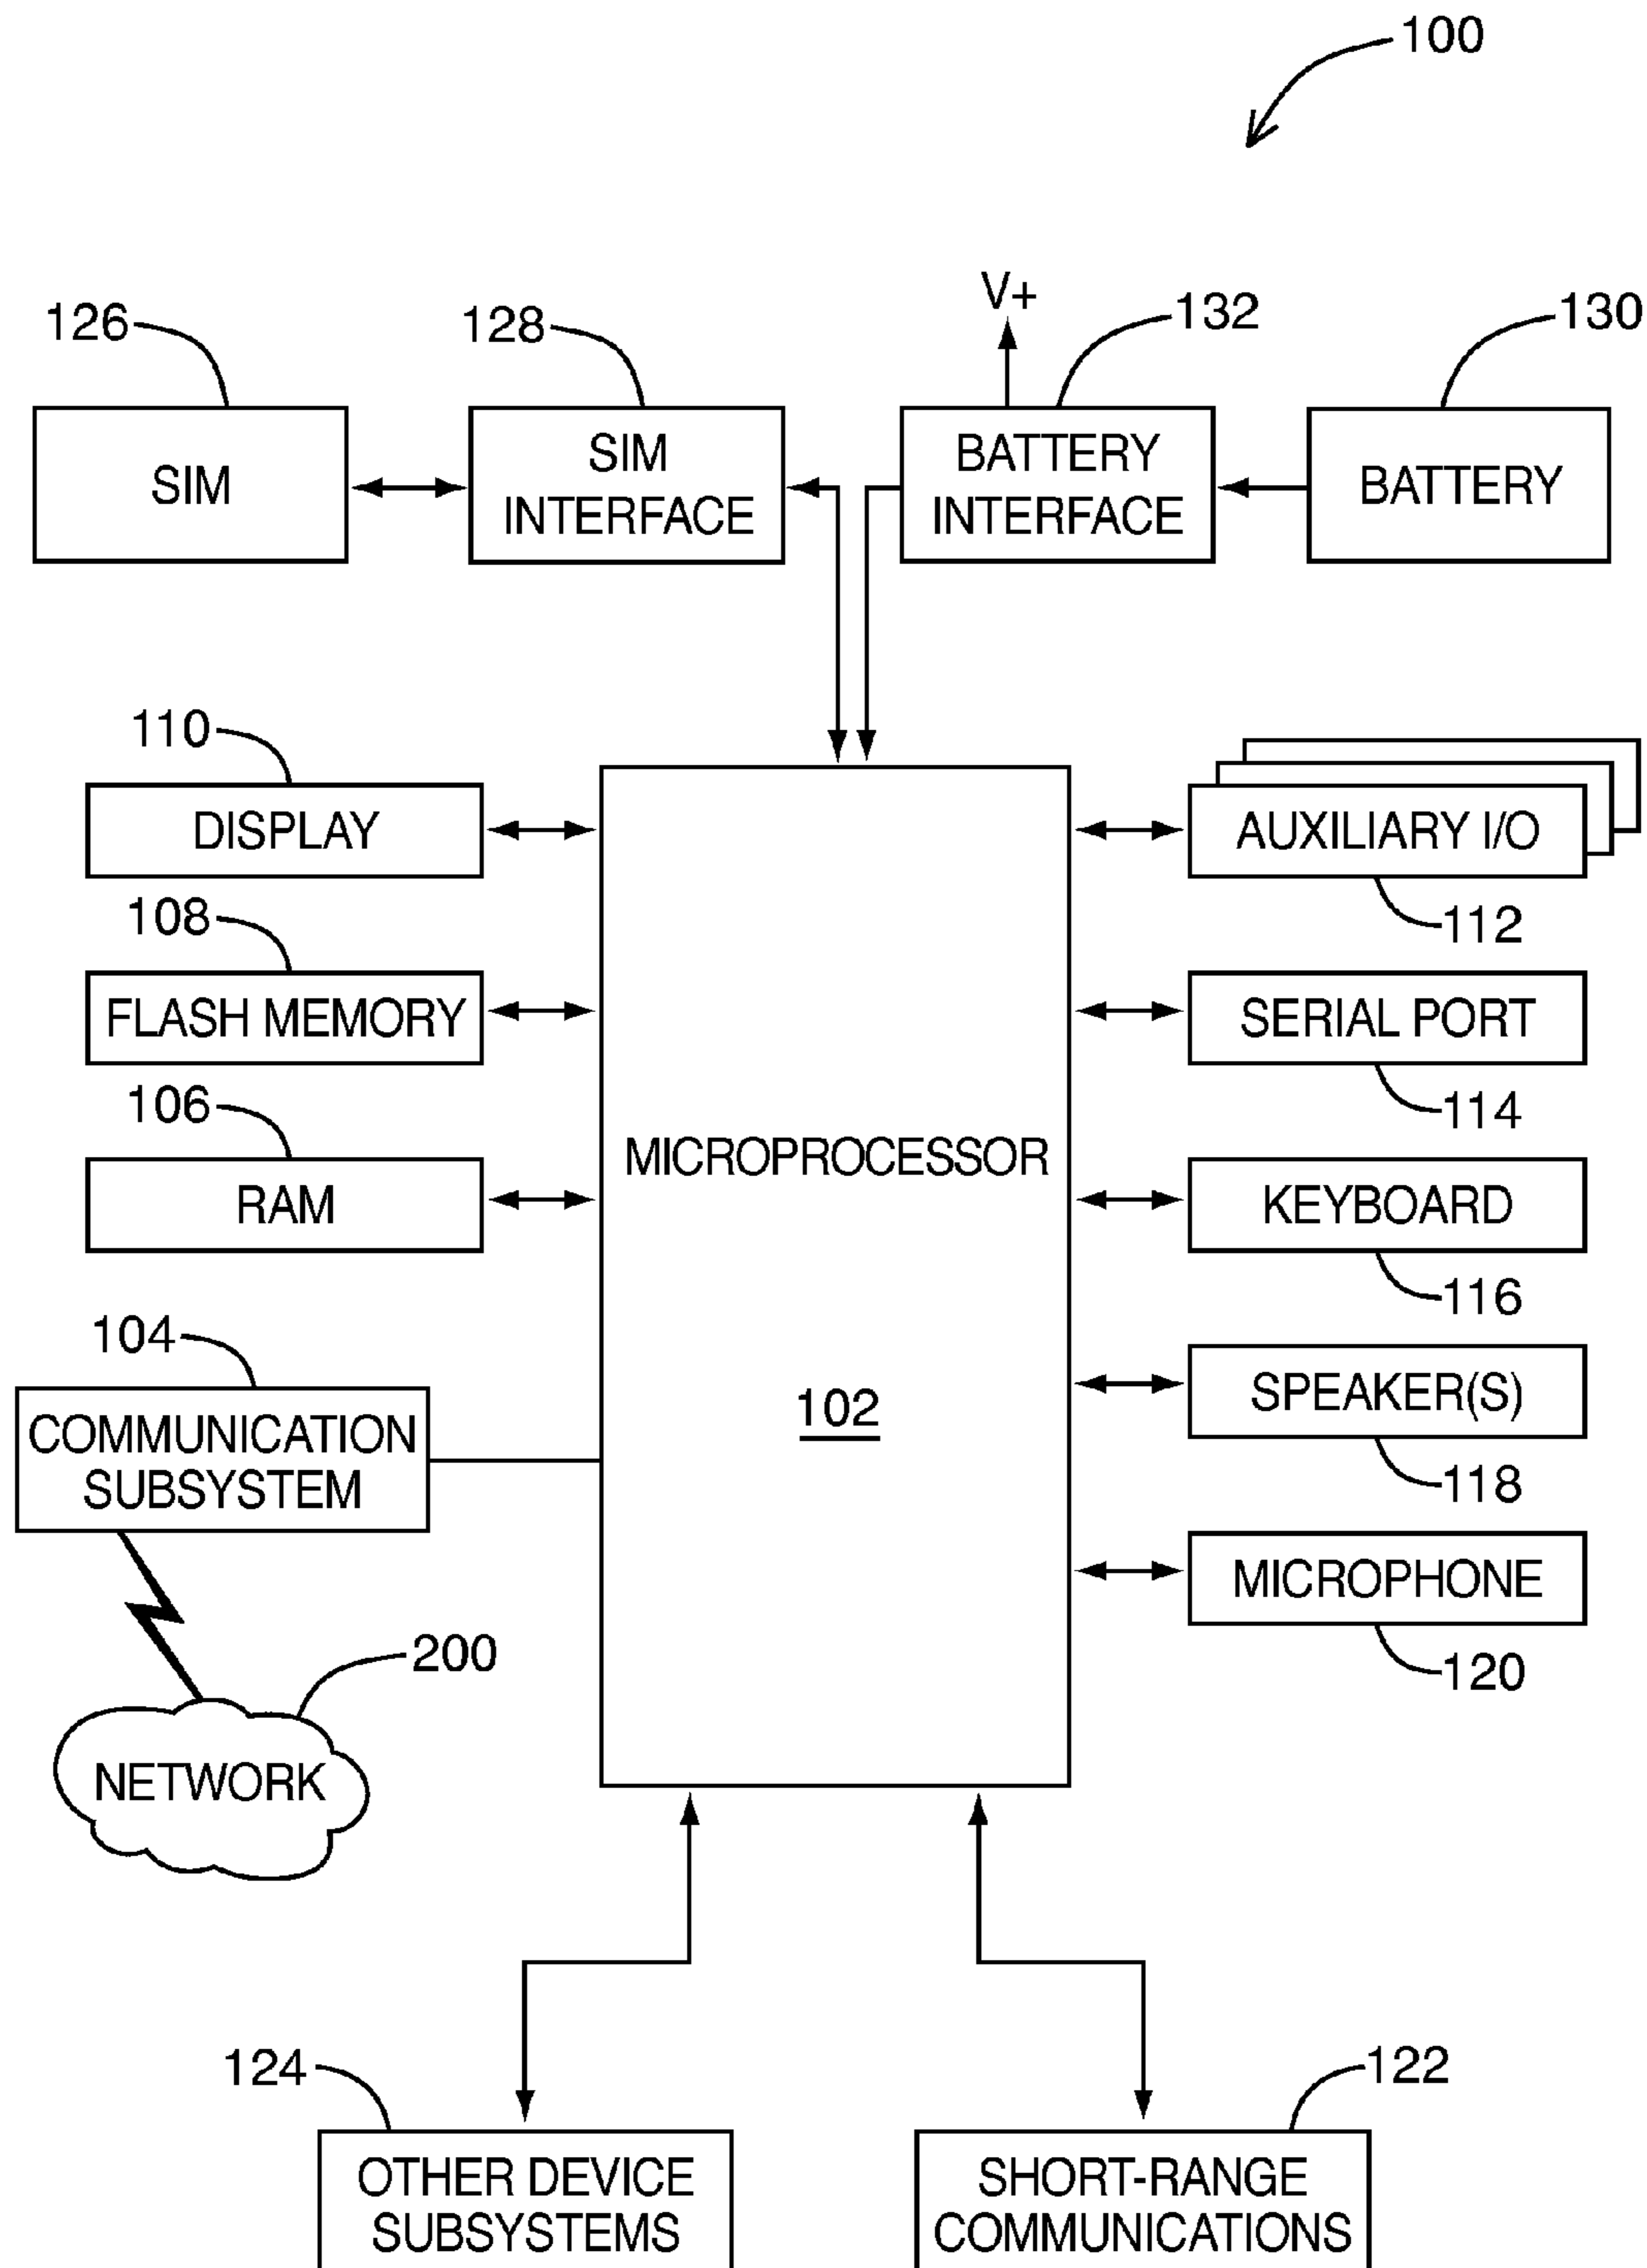 100
V+
126
128
132
130
SIM
SIM
INTERFACE
BATTERY
INTERFACE
BATTERY
110
DISPLAY
AUXILIARY I/O
112
108
FLASH MEMORY
SERIAL PORT
114
106
RAM
MICROPROCESSOR
102
KEYBOARD
116
104
COMMUNICATION
SUBSYSTEM
SPEAKER(S)
118
MICROPHONE
120
200
NETWORK
124
OTHER DEVICE
SUBSYSTEMS
122
SHORT-RANGE
COMMUNICATIONS